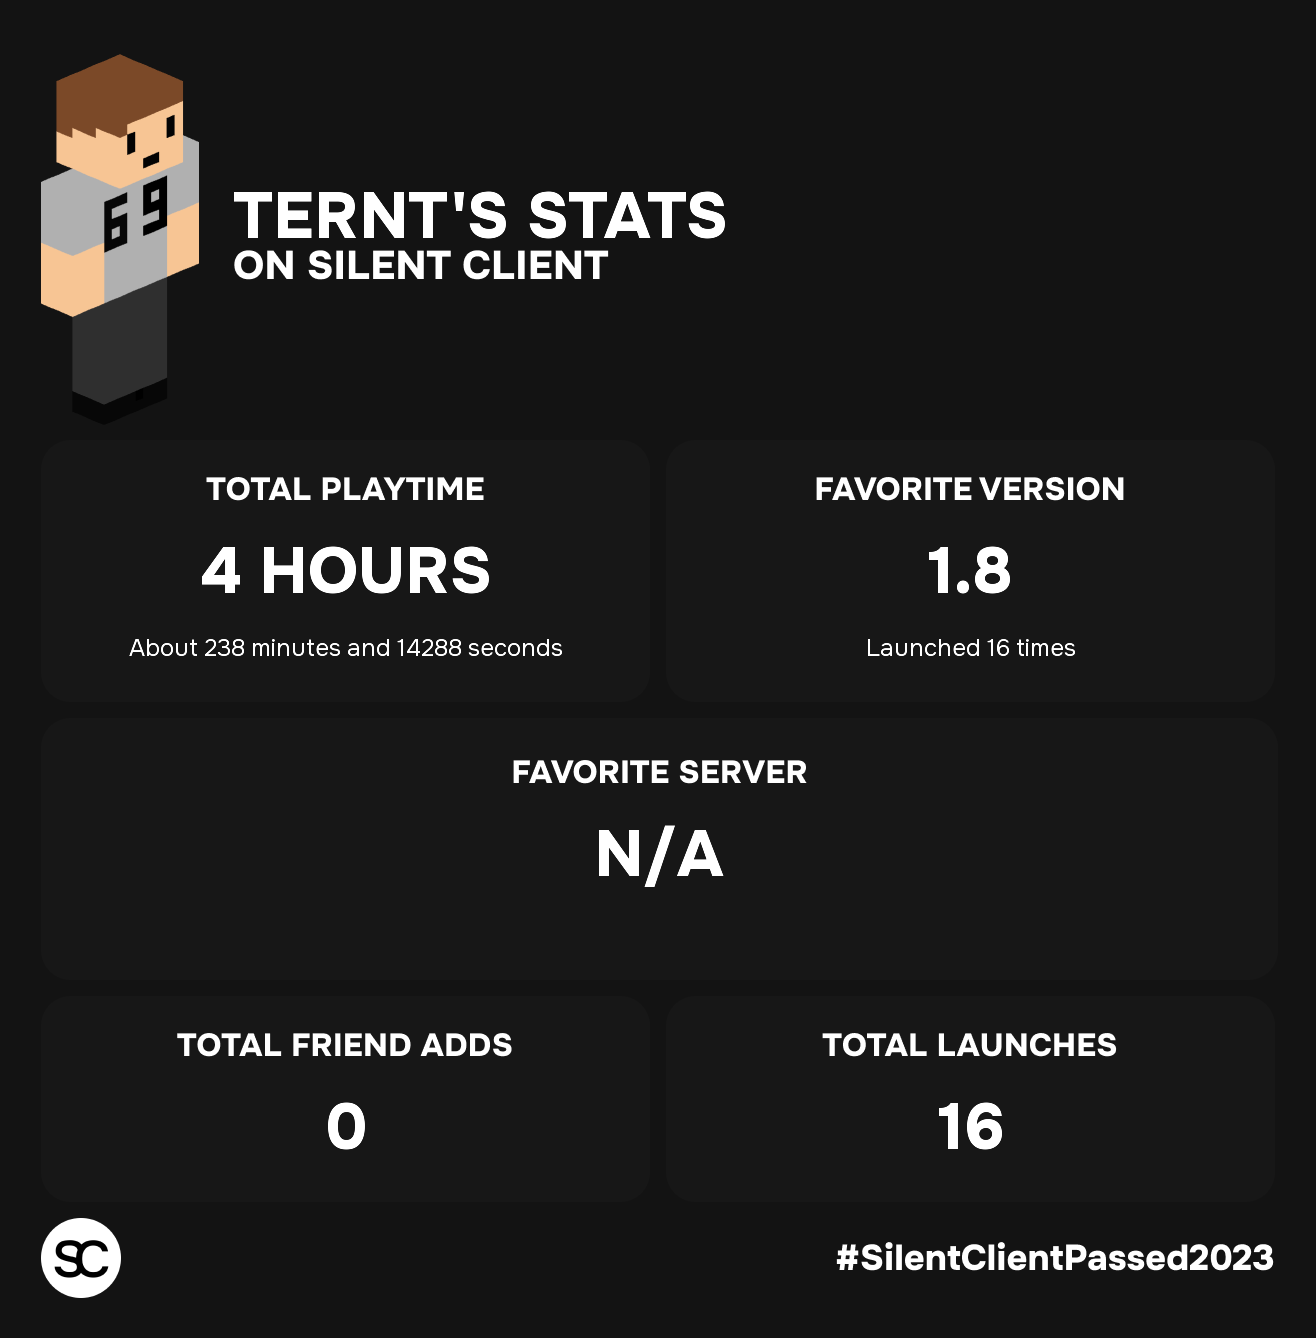 69
TERNT'S STATS
ON SILENT CLIENT
TOTAL PLAYTIME
4 HOURS
About 238 minutes and 14288 seconds
FAVORITE VERSION
1.8
Launched 16 times
FAVORITE SERVER
N/A
TOTAL FRIEND ADDS
0
TOTAL LAUNCHES
16
SC
#SilentClientPassed2023